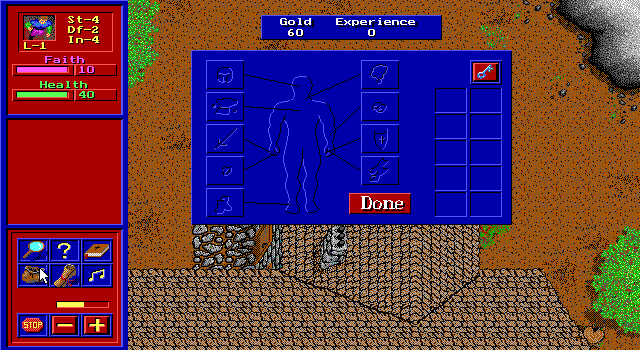 St-4
Df-2
In-4
L-1
Faith
10
Health
40
Gold Experience
60 0
Done
?
STOP